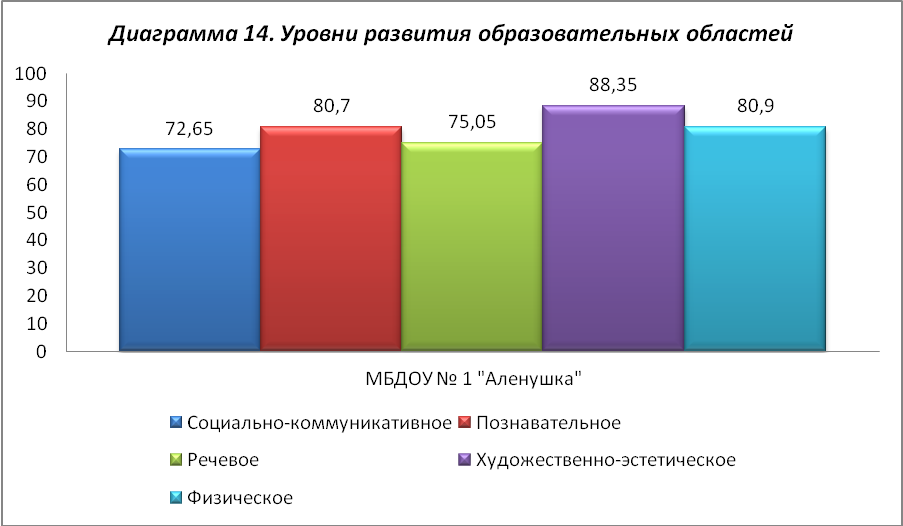 Диаграмма 14. Уровни развития образовательных областей
100
90
80
70
60
50
40
30
20
10
0
72,65
80,7
75,05
88,35
80,9
МБДОУ № 1 "Аленушка"
Социально-коммуникативное
Познавательное
Речевое
Художественно-эстетическое
Физическое